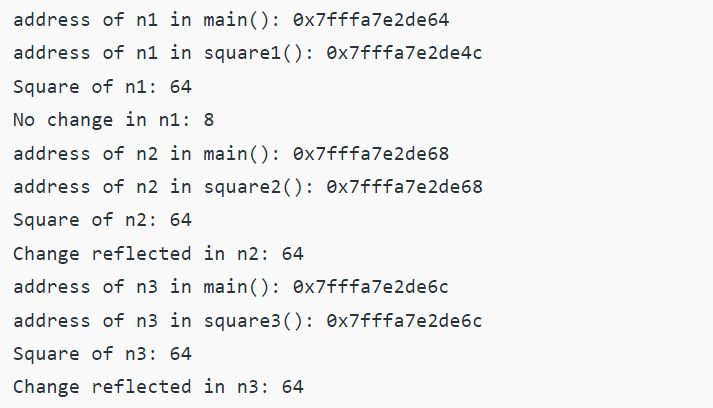 address of n1 in main(): 0x7fffa7e2de64
address of n1 in square1(): 0x7fffa7e2de4c
Square of n1: 64
No change in n1: 8
address of n2 in main(): 0x7fffa7e2de68
address of n2 in square2(): 0x7fffa7e2de68
Square of n2: 64
Change reflected in n2: 64
address of n3 in main(): 0x7fffa7e2de6c
address of n3 in square3(): 0x7fffa7e2de6c
Square of n3: 64
Change reflected in n3: 64